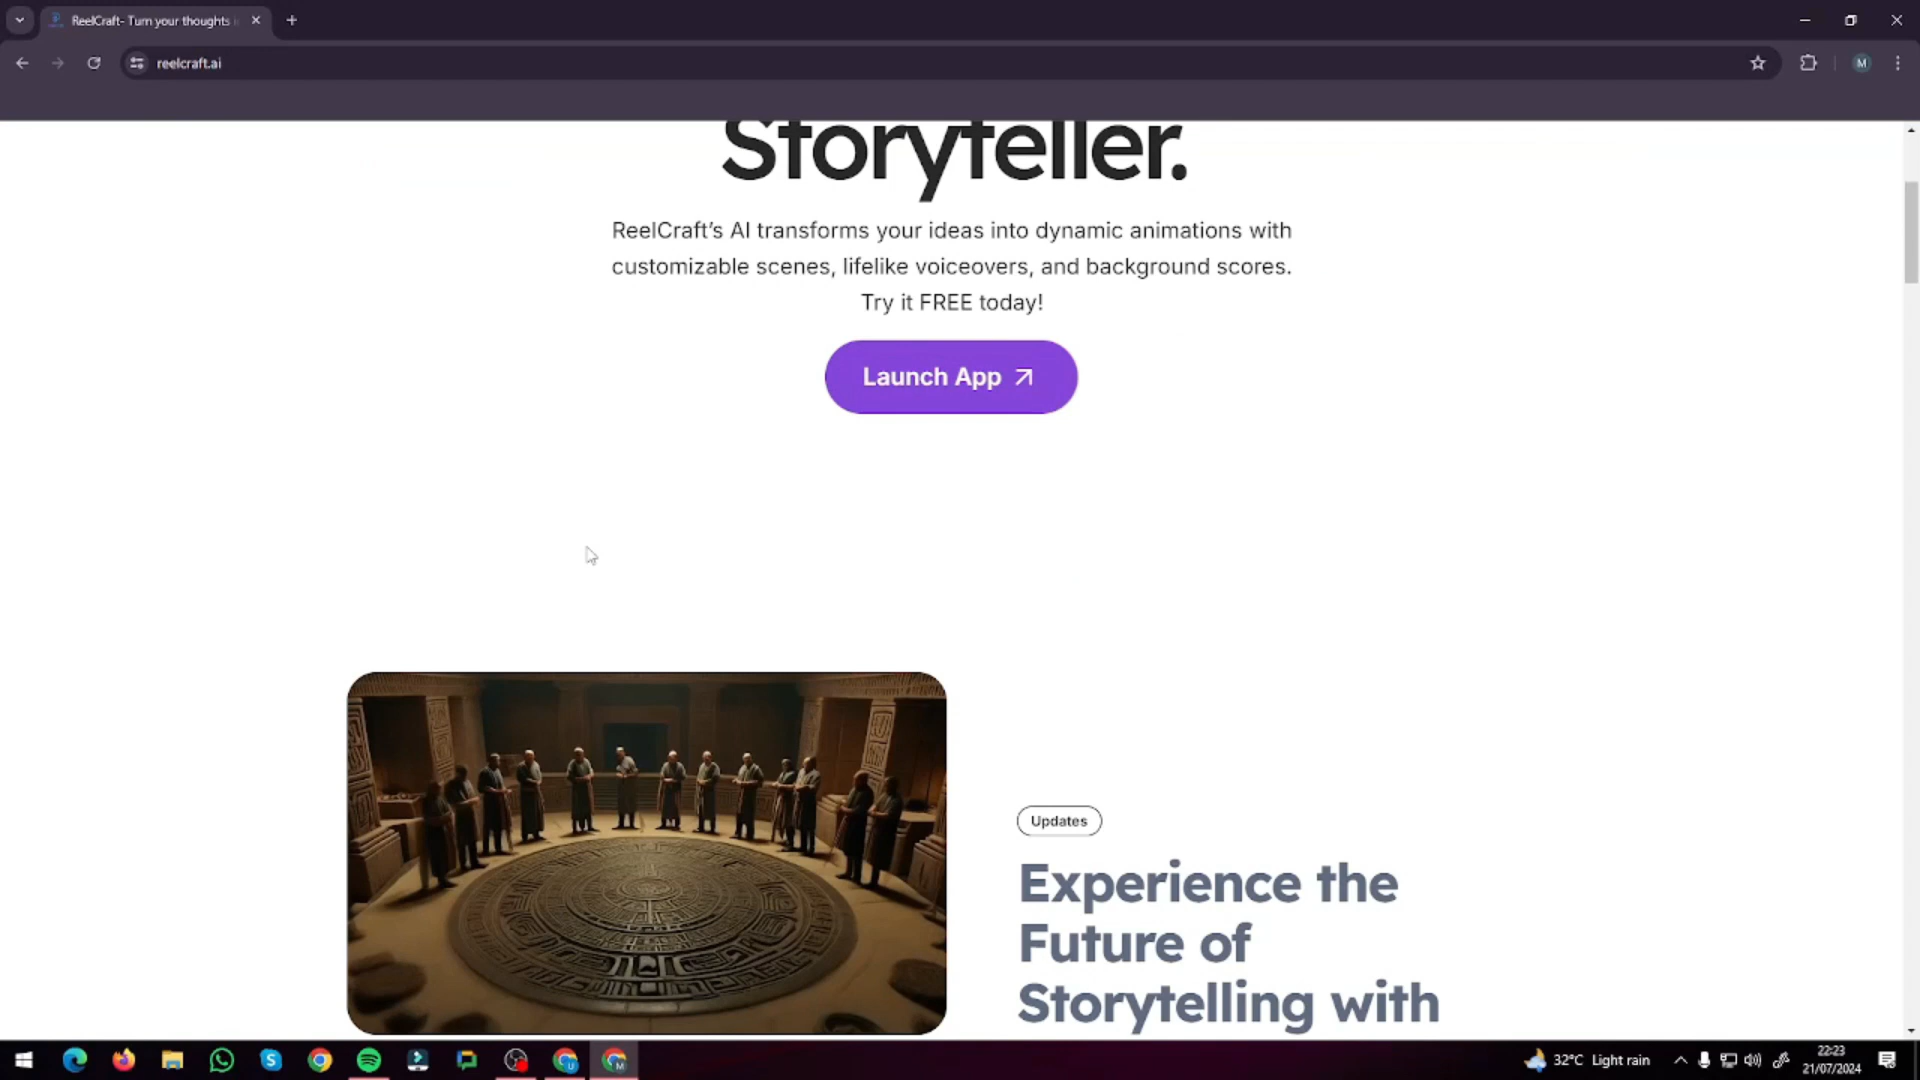 ReelCraft- Turn your thoughts
reelcraft.ai
M
Storyteller.
ReelCraft’s AI transforms your ideas into dynamic animations with
customizable scenes, lifelike voiceovers, and background scores.
Try it FREE today!
Launch App
Updates
Experience the
Future of
Storytelling with
32°C Light rain
22:23
21/07/2024